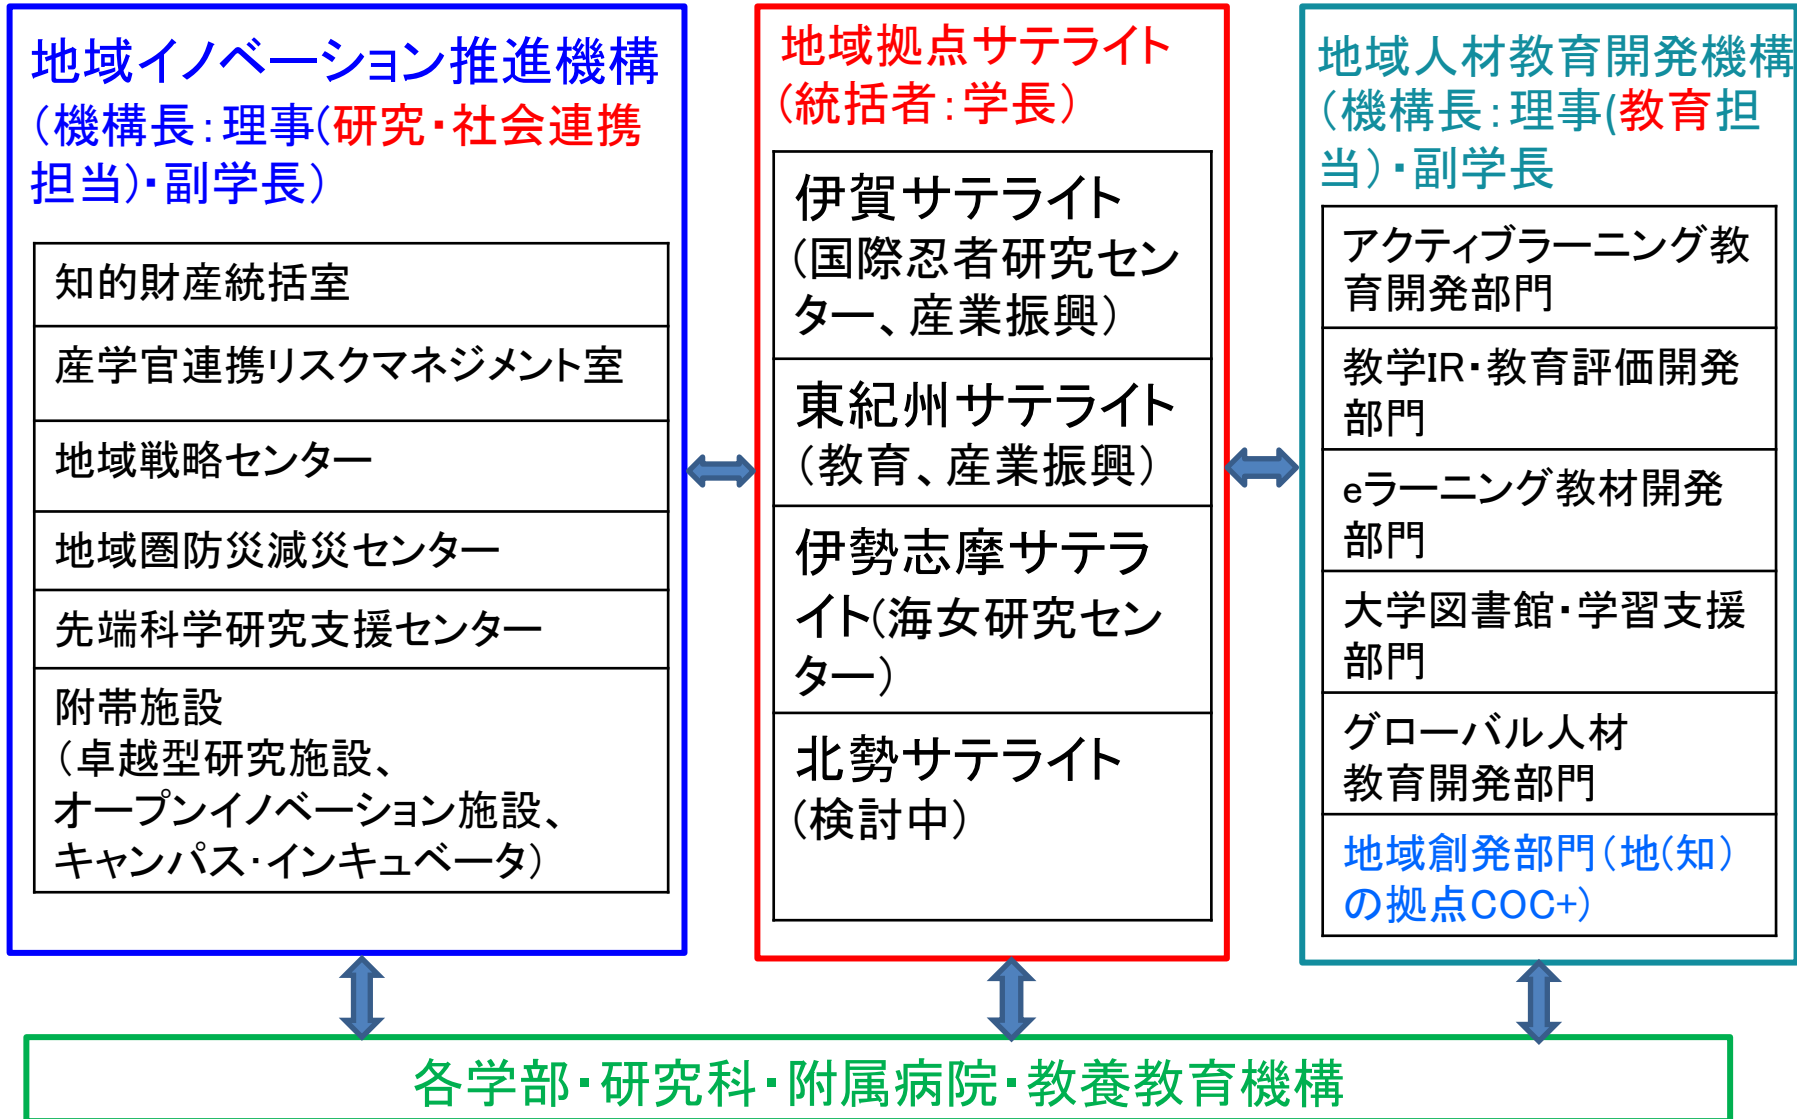 地域イノベーション推進機構
（機構長：理事(研究・社会連携
担当)・副学長）
知的財産統括室
産学官連携リスクマネジメント室
地域戦略センター
地域圏防災減災センター
先端科学研究支援センター
附帯施設
（卓越型研究施設、
オープンイノベーション施設、
キャンパス・インキュベータ）
地域拠点サテライト
（統括者：学長）
伊賀サテライト
（国際忍者研究セン
ター、産業振興）
東紀州サテライト
（教育、産業振興）
伊勢志摩サテラ
イト（海女研究セン
ター）
北勢サテライト
（検討中）
地域人材教育開発機構
（機構長：理事(教育担
当）・副学長
アクティブラーニング教
育開発部門
教学IR・教育評価開発
部門
eラーニング教材開発
部門
大学図書館・学習支援
部門
グローバル人材
教育開発部門
地域創発部門（地(知）
の拠点COC+）
各学部・研究科・附属病院・教養教育機構